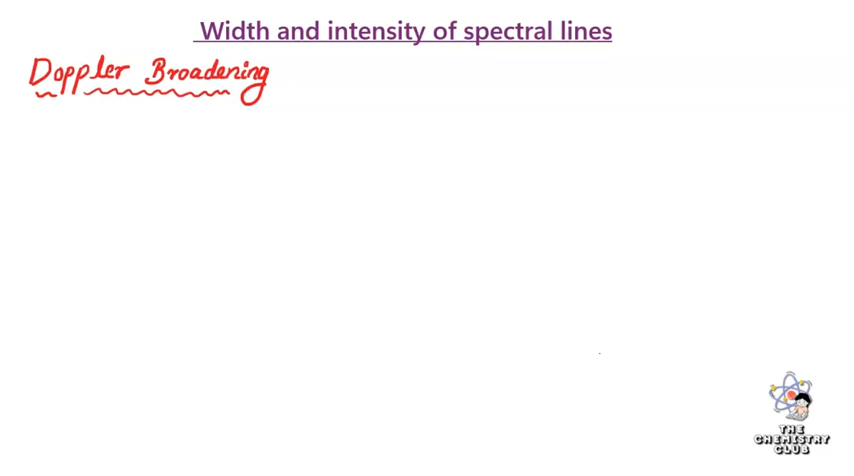 Width and intensity of spectral lines
Doppler Broadening
THE
CHEMISTRY
CLUB